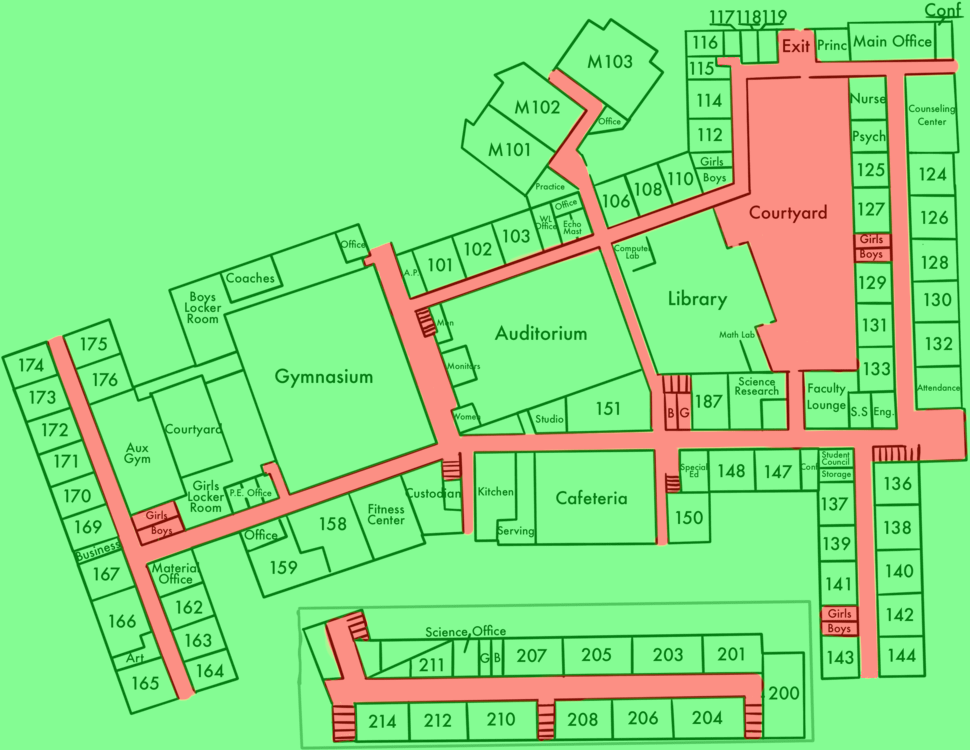 Conf
117 118 119
116
Exit
Princ
Main Office
115
M103
M102
Office
M101
Practice
114
112
Girls
Boys
Nurse
Psych
125
127
Girls
Boys
129
131
133
Counseling
Center
124
126
128
130
132
Attendance
Courtyard
106
108
110
Office
WL
Office
Echo
Mast
Computer
Lab
Library
Math Lab
A.P.
101
102
103
Men
Monitors
Women
Auditorium
Studio
151
B
G
187
Science
Research
Faculty
Lounge
S.S
Eng.
Office
Coaches
Boys
Locker
Room
Gymnasium
174
173
172
171
170
169
Business
167
166
Art
165
175
176
Aux
Gym
Courtyard
Girls
Locker
Room
P.E. Office
Girls
Boys
Material
Office
162
163
164
Office
159
158
Fitness
Center
Custodian
Kitchen
Serving
Cafeteria
Special
Ed
148
147
Conf
150
Student
Council
Storage
137
139
141
Girls
Boys
143
136
138
140
142
144
Science Office
211
G
B
207
205
203
201
200
214
212
210
208
206
204